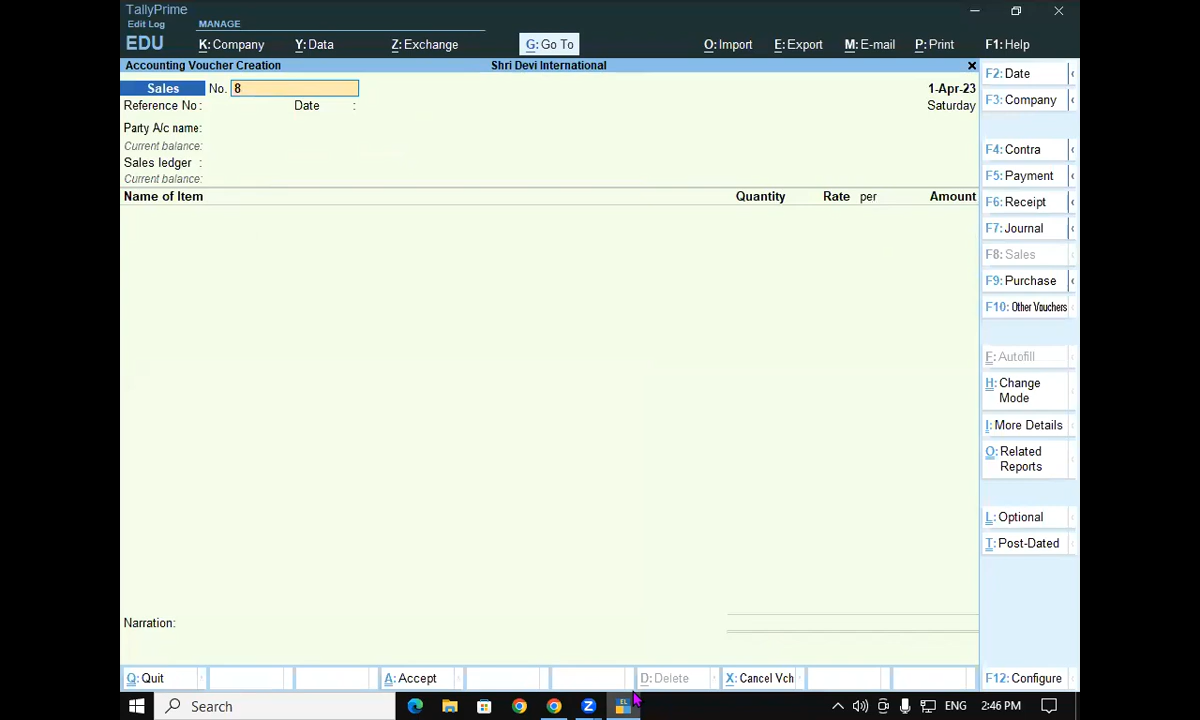 TallyPrime
Edit Log
MANAGE
EDU
K: Company
Y: Data
Z: Exchange
G: Go To
O: Import
E: Export
M: E-mail
P: Print
F1: Help
Accounting Voucher Creation
Shri Devi International
Sales No. 8
1-Apr-23
Reference No :
Date :
Saturday
Party A/c name:
Current balance:
Sales ledger :
Current balance:
Name of Item
Quantity
Rate per
Amount
F2: Date
F3: Company
F4: Contra
F5: Payment
F6: Receipt
F7: Journal
F8: Sales
F9: Purchase
F10: Other Vouchers
F: Autofill
H: Change
Mode
I: More Details
O: Related
Reports
L: Optional
T: Post-Dated
Narration:
Q: Quit
A: Accept
D: Delete
X: Cancel Vch
F12: Configure
Search
EL
ENG
2:46 PM